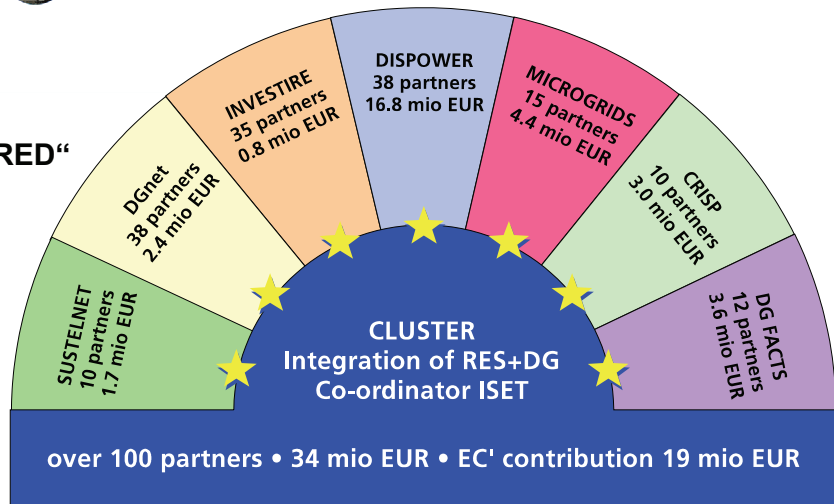 RED“
SUSTELNET
10 partners
1.7 mio EUR
DGnet
38 partners
2.4 mio EUR
INVESTIRE
35 partners
0.8 mio EUR
DISPOWER
38 partners
16.8 mio EUR
MICROGRIDS
15 partners
4.4 mio EUR
CRISP
10 partners
3.0 mio EUR
DG FACTS
12 partners
3.6 mio EUR
CLUSTER
Integration of RES+DG
Co-ordinator ISET
over 100 partners • 34 mio EUR • EC' contribution 19 mio EUR